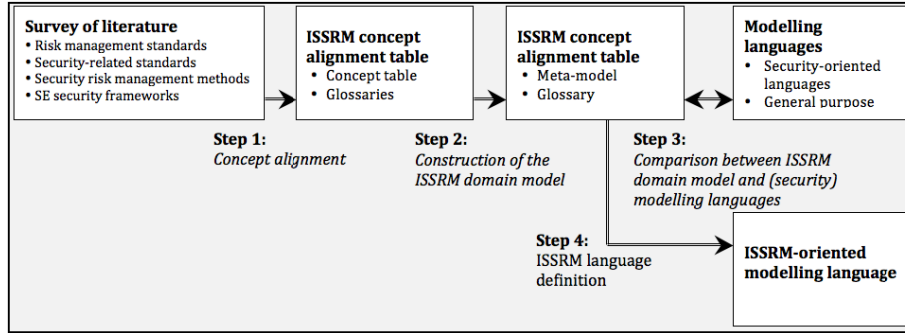 Survey of literature
• Risk management standards
• Security-related standards
• Security risk management methods
• SE security frameworks
ISSRM concept
alignment table
• Concept table
• Glossaries
ISSRM concept
alignment table
• Meta-model
• Glossary
Modelling
languages
• Security-oriented
languages
• General purpose
Step 1:
Concept alignment
Step 2:
Construction of the
ISSRM domain model
Step 3:
Comparison between ISSRM
domain model and (security)
modelling languages
Step 4:
ISSRM language
definition
ISSRM-oriented
modelling language